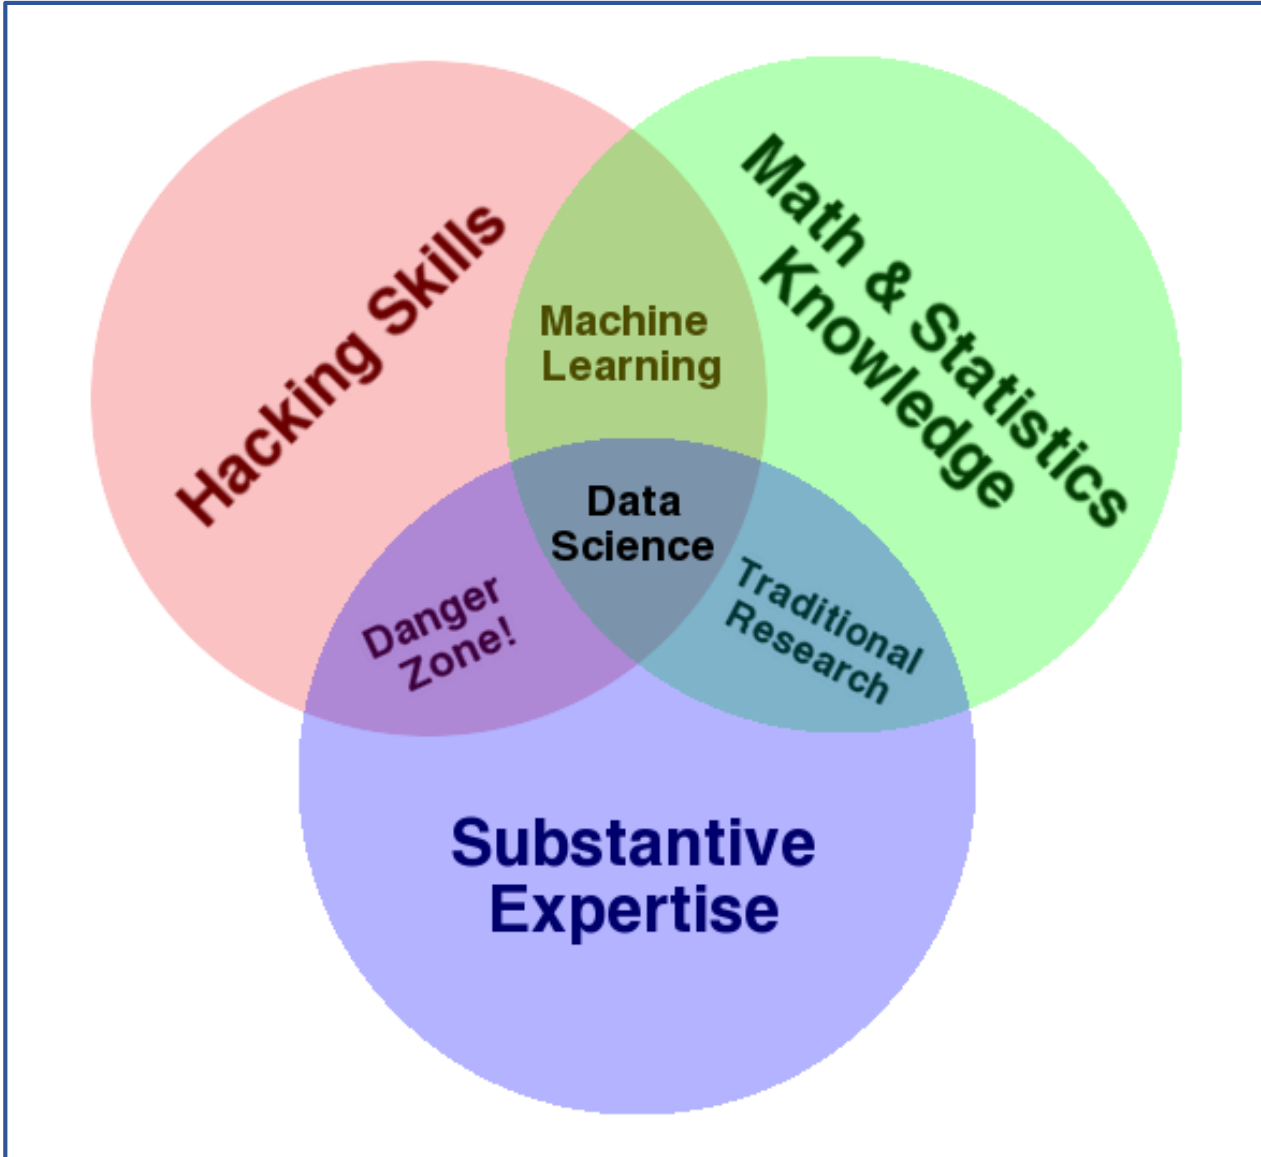 Hacking Skills
Math & Statistics
Knowledge
Machine
Learning
Data
Science
Danger
Zone!
Traditional
Research
Substantive
Expertise